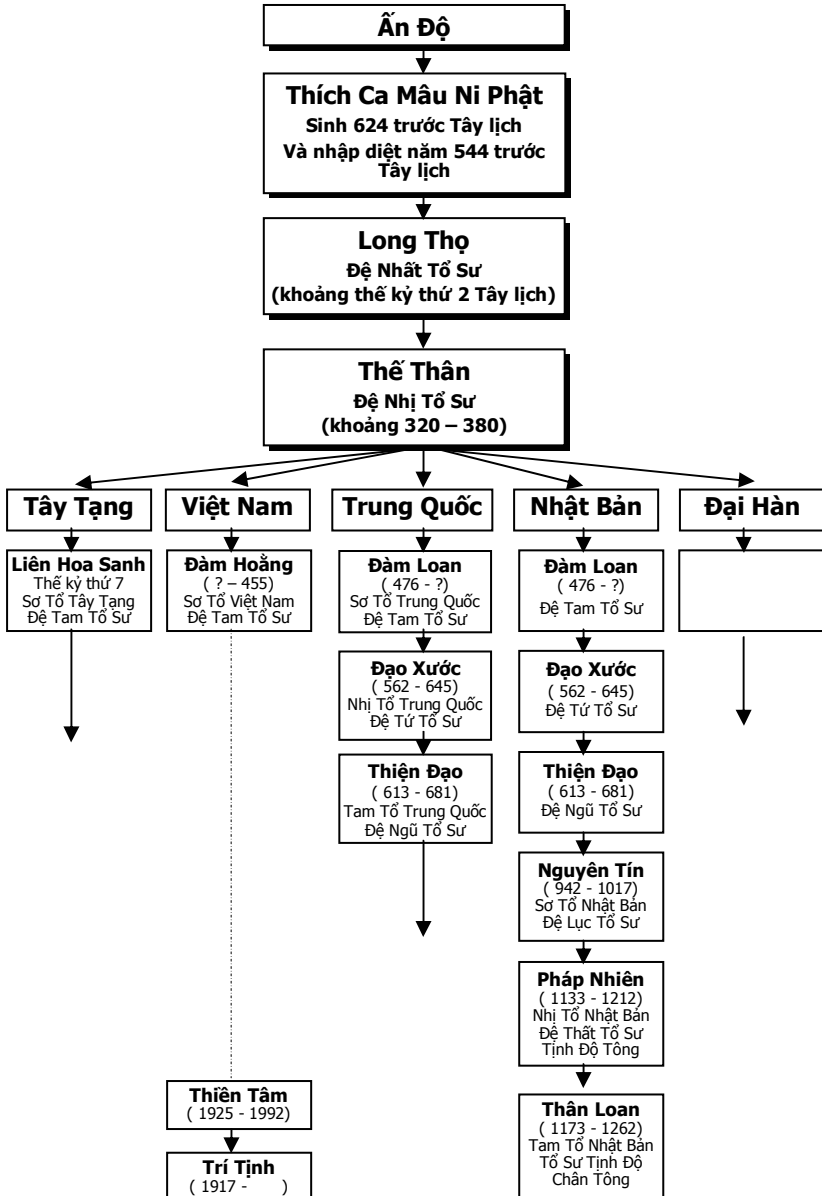 Ấn Độ
Thích Ca Mâu Ni Phật
Sinh 624 trước Tây lịch
Và nhập diệt năm 544 trước
Tây lịch
Long Thọ
Đệ Nhất Tổ Sư
(khoảng thế kỷ thứ 2 Tây lịch)
Thế Thân
Đệ Nhị Tổ Sư
(khoảng 320 – 380)
Tây Tạng
Liên Hoa Sanh
Thế kỷ thứ 7
Sơ Tổ Tây Tạng
Đệ Tam Tổ Sư
Việt Nam
Đàm Hoằng
( ? – 455)
Sơ Tổ Việt Nam
Đệ Tam Tổ Sư
Thiền Tâm
( 1925 - 1992)
Trí Tịnh
( 1917 - )
Trung Quốc
Đàm Loan
( 476 - ?)
Sơ Tổ Trung Quốc
Đệ Tam Tổ Sư
Đạo Xước
( 562 - 645)
Nhị Tổ Trung Quốc
Đệ Tứ Tổ Sư
Thiện Đạo
( 613 - 681)
Tam Tổ Trung Quốc
Đệ Ngũ Tổ Sư
Nhật Bản
Đàm Loan
( 476 - ?)
Đệ Tam Tổ Sư
Đạo Xước
( 562 - 645)
Đệ Tứ Tổ Sư
Thiện Đạo
( 613 - 681)
Đệ Ngũ Tổ Sư
Nguyên Tín
( 942 - 1017)
Sơ Tổ Nhật Bản
Đệ Lục Tổ Sư
Pháp Nhiên
( 1133 - 1212)
Nhị Tổ Nhật Bản
Đệ Thất Tổ Sư
Tịnh Độ Tông
Thân Loan
( 1173 - 1262)
Tam Tổ Nhật Bản
Tổ Sư Tịnh Độ
Chân Tông
Đại Hàn